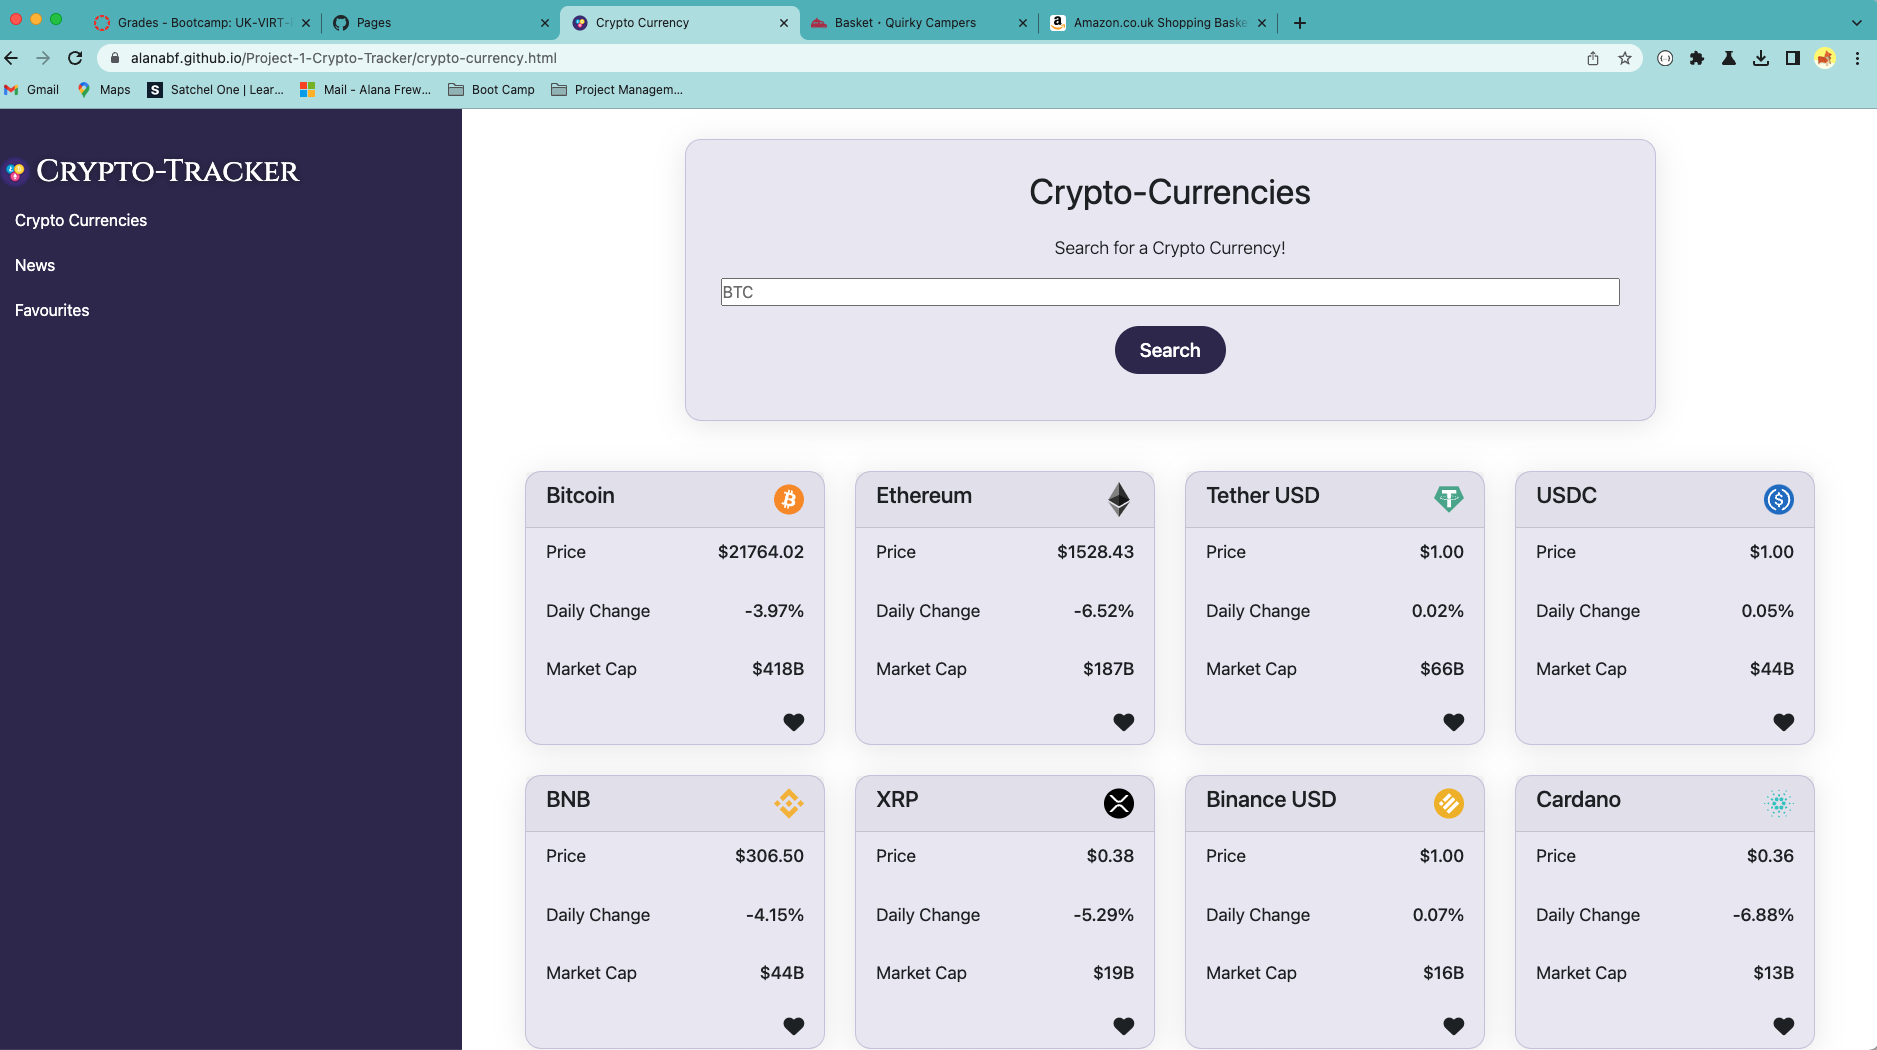 Grades - Bootcamp: UK-VIRT-
Pages
Crypto Currency
Basket · Quirky Campers
Amazon.co.uk Shopping Baske
alanabf.github.io/Project-1-Crypto-Tracker/crypto-currency.html
Gmail
Maps
S
Satchel One | Lear...
Mail - Alana Frew...
Boot Camp
Project Managem...
Crypto-Tracker
Crypto Currencies
News
Favourites
Crypto-Currencies
Search for a Crypto Currency!
BTC
Search
Bitcoin
Price $21764.02
Daily Change -3.97%
Market Cap $418B
Ethereum
Price $1528.43
Daily Change -6.52%
Market Cap $187B
Tether USD
Price $1.00
Daily Change 0.02%
Market Cap $66B
USDC
Price $1.00
Daily Change 0.05%
Market Cap $44B
BNB
Price $306.50
Daily Change -4.15%
Market Cap $44B
XRP
Price $0.38
Daily Change -5.29%
Market Cap $19B
Binance USD
Price $1.00
Daily Change 0.07%
Market Cap $16B
Cardano
Price $0.36
Daily Change -6.88%
Market Cap $13B